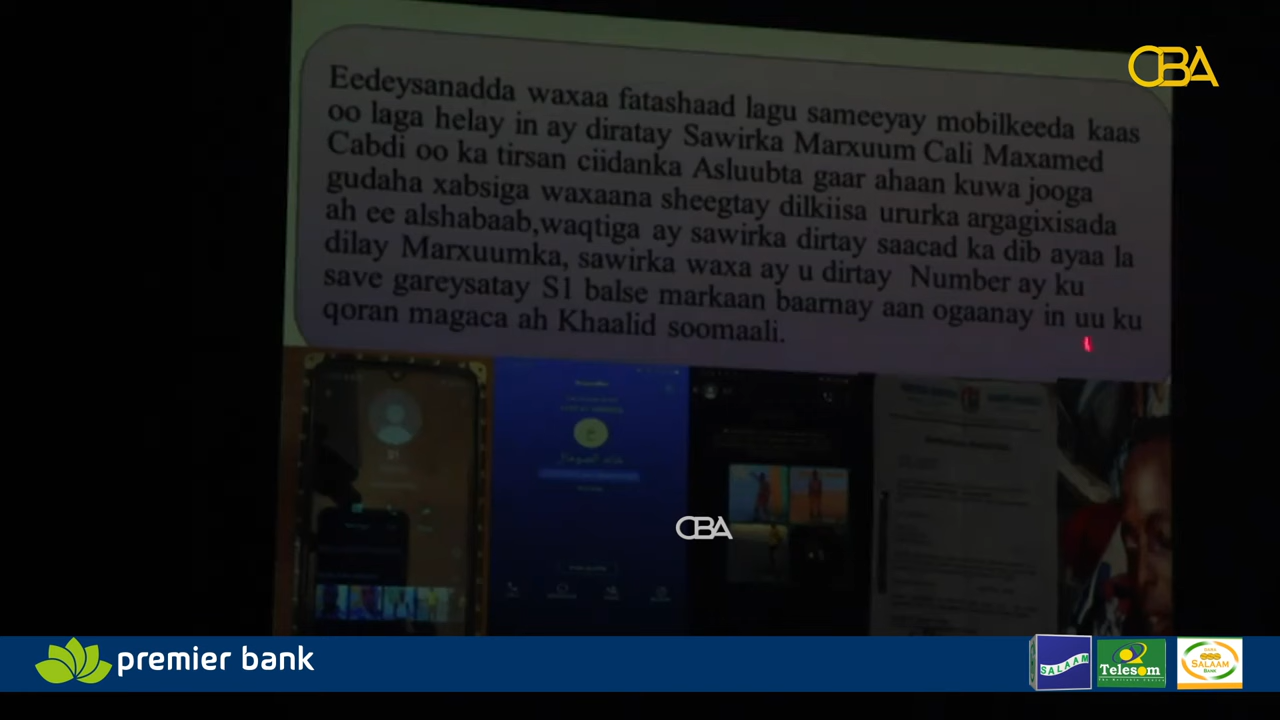 CBA
Eedeysanadda waxaa fatashaad lagu sameeyay mobilkeeda kaas
oo laga helay in ay diratay Sawirka Marxuum Cali Maxamed
Cabdi oo ka tirsan ciidanka Asluubta gaar ahaan kuwa jooga
gudaha xabsiga waxaana sheegtay dilkiisa ururka argagixisada
ah ee alshabaab,waqtiga ay sawirka dirtay saacad ka dib ayaa la
dilay Marxuumka, sawirka waxa ay u dirtay Number ay ku
save gareysatay S1 balse markaan baarnay aan ogaanay in uu ku
qoran magaca ah Khaalid soomaali.
CBA
premier bank
SALAAM
Telesom
SALAAM
BANK